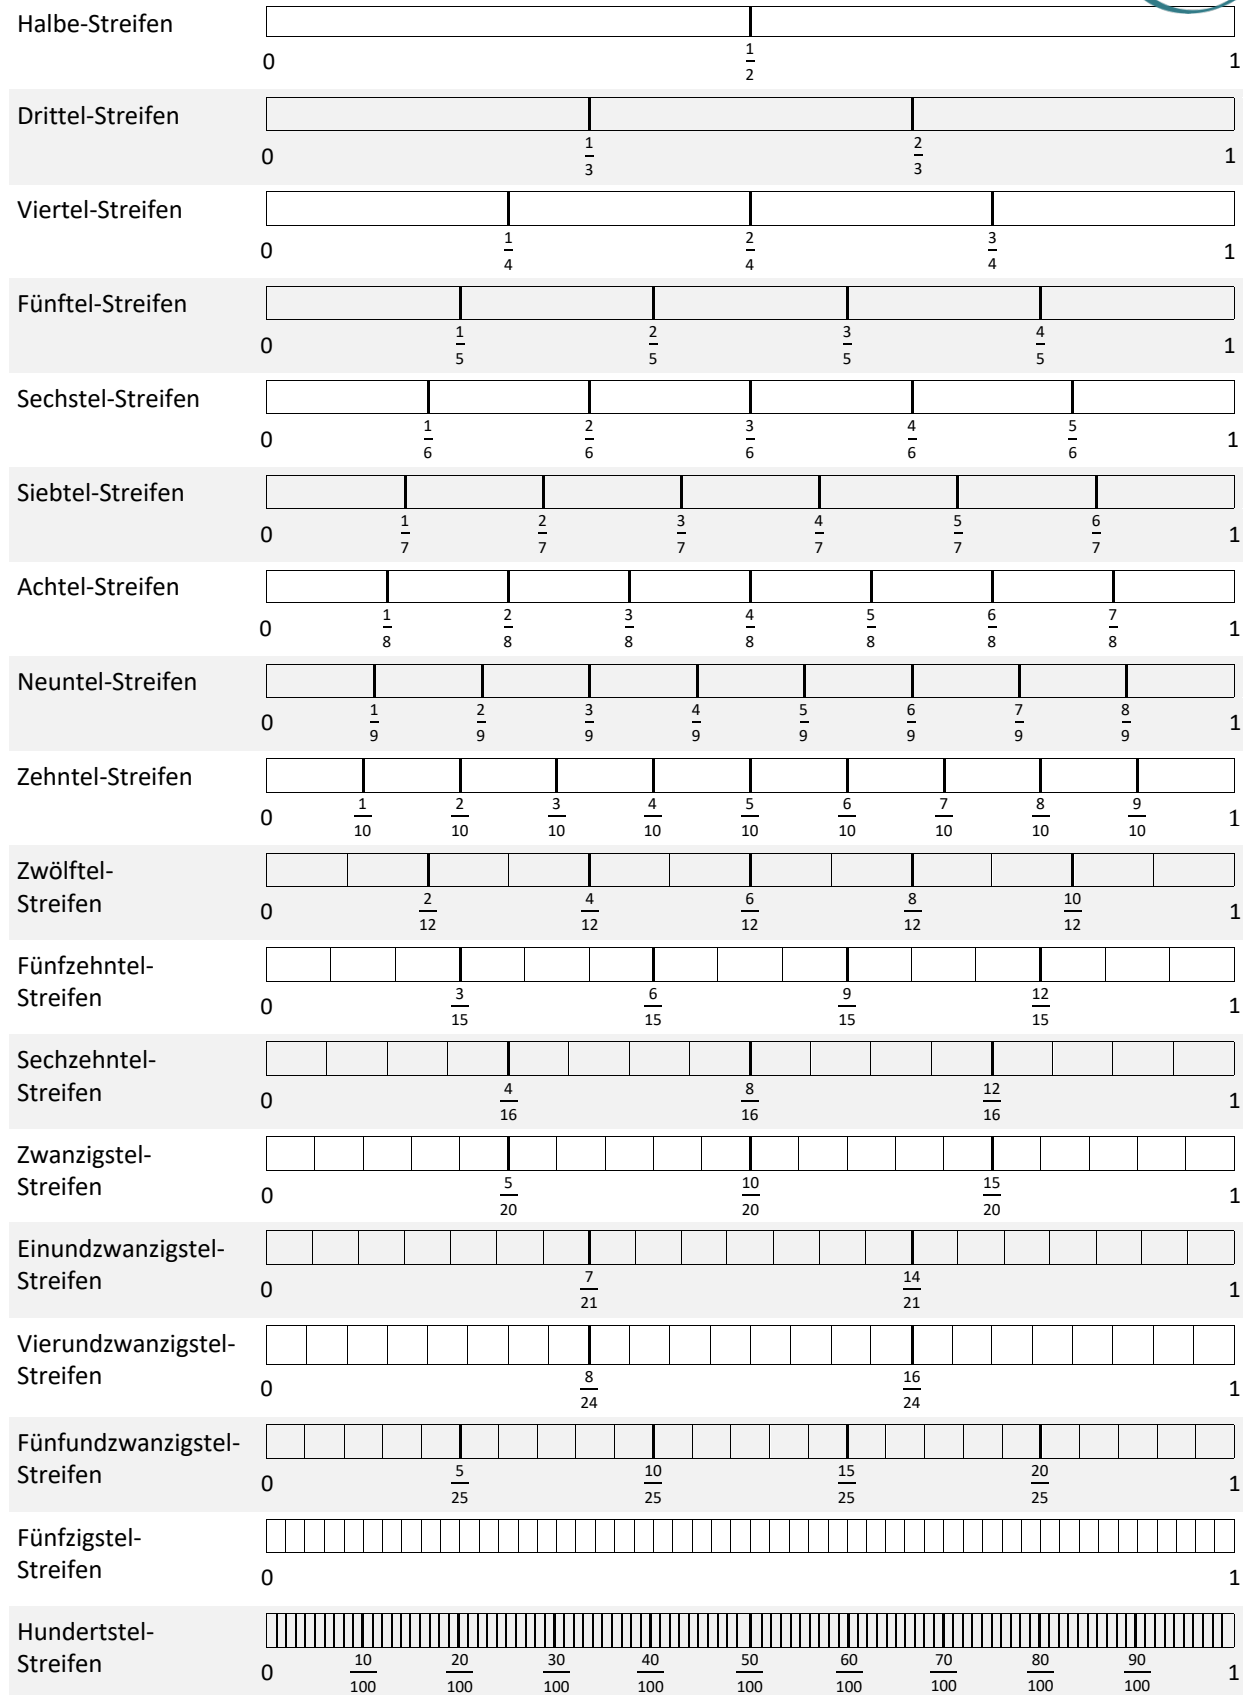 Halbe-Streifen
0 1/2 1
Drittel-Streifen
0 1/3 2/3 1
Viertel-Streifen
0 1/4 2/4 3/4 1
Fünftel-Streifen
0 1/5 2/5 3/5 4/5 1
Sechstel-Streifen
0 1/6 2/6 3/6 4/6 5/6 1
Siebtel-Streifen
0 1/7 2/7 3/7 4/7 5/7 6/7 1
Achtel-Streifen
0 1/8 2/8 3/8 4/8 5/8 6/8 7/8 1
Neuntel-Streifen
0 1/9 2/9 3/9 4/9 5/9 6/9 7/9 8/9 1
Zehntel-Streifen
0 1/10 2/10 3/10 4/10 5/10 6/10 7/10 8/10 9/10 1
Zwölftel-
Streifen
0 2/12 4/12 6/12 8/12 10/12 1
Fünfzehntel-
Streifen
0 3/15 6/15 9/15 12/15 1
Sechzehntel-
Streifen
0 4/16 8/16 12/16 1
Zwanzigstel-
Streifen
0 5/20 10/20 15/20 1
Einundzwanzigstel-
Streifen
0 7/21 14/21 1
Vierundzwanzigstel-
Streifen
0 8/24 16/24 1
Fünfundzwanzigstel-
Streifen
0 5/25 10/25 15/25 20/25 1
Fünfzigstel-
Streifen
0 1
Hundertstel-
Streifen
0 10/100 20/100 30/100 40/100 50/100 60/100 70/100 80/100 90/100 1